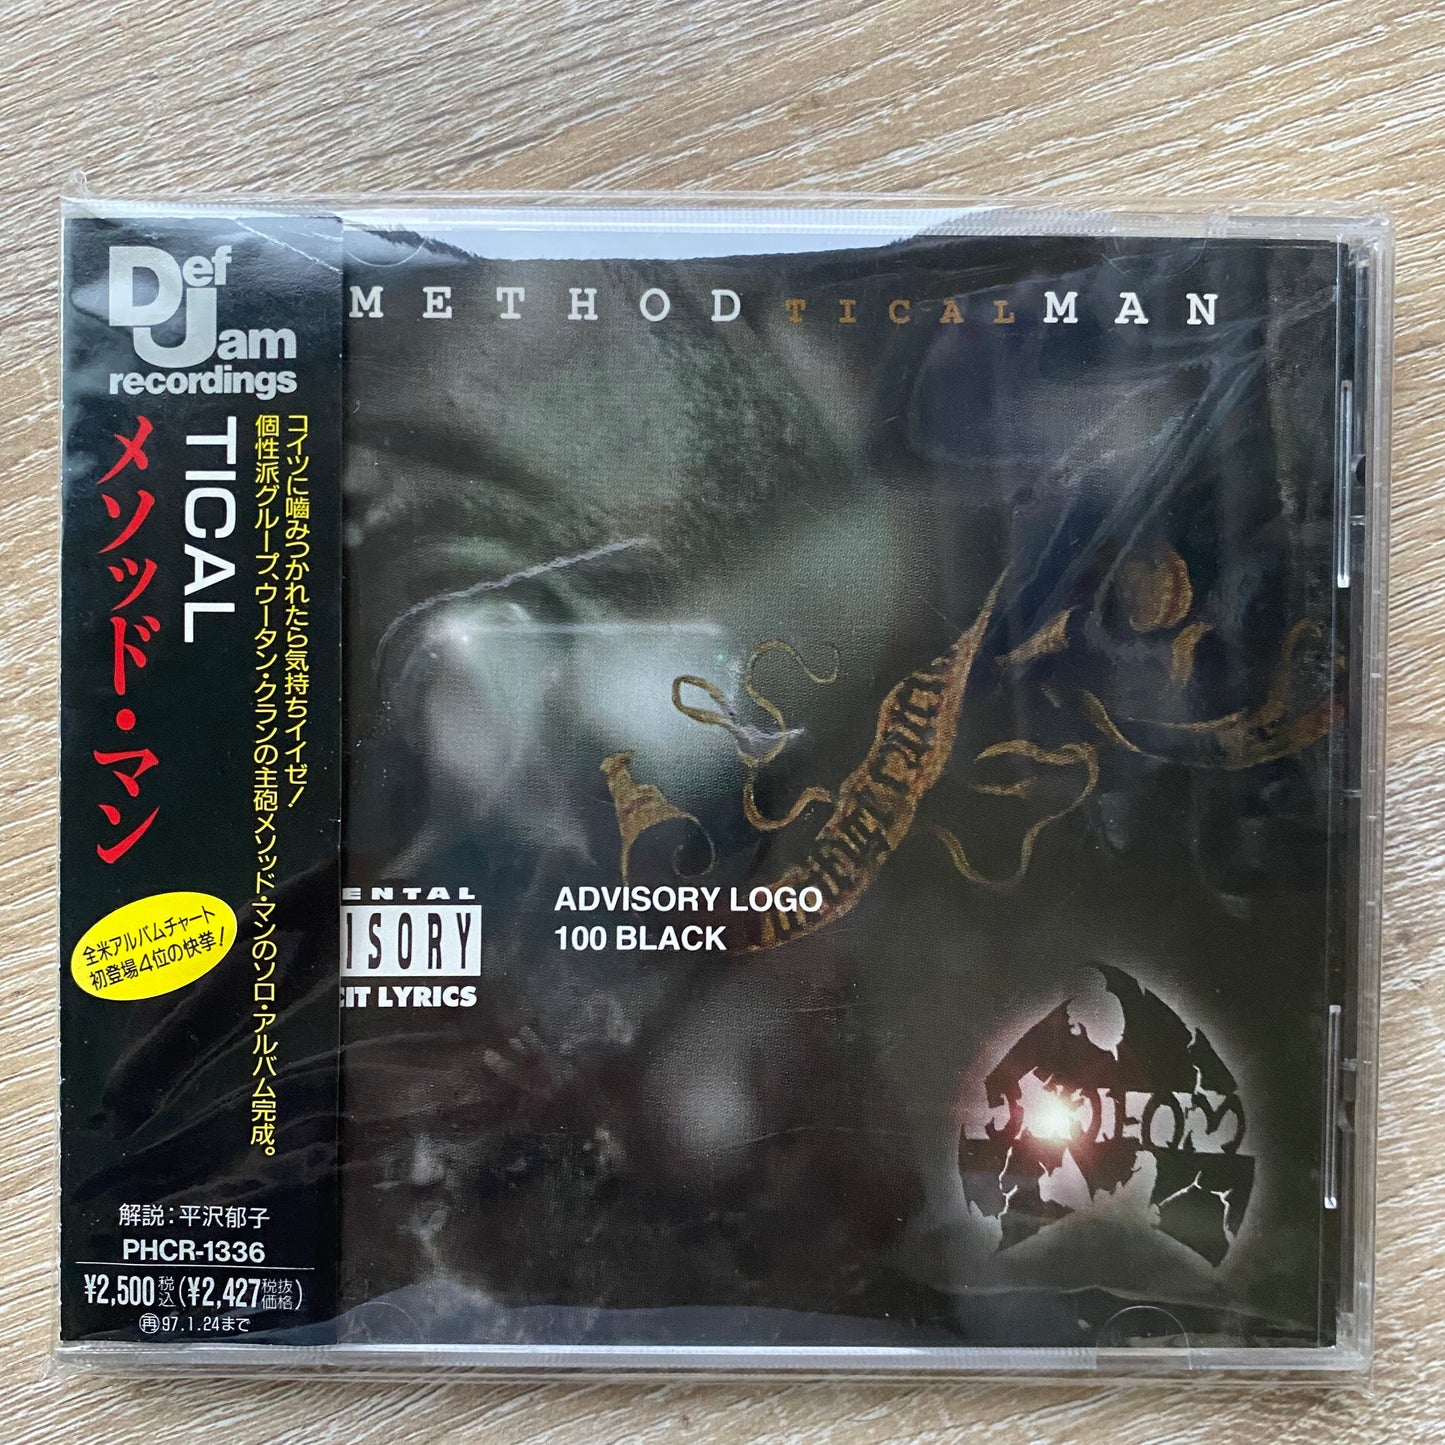 Def
Jam
recordings
TICAL
メソッド・マン
コイツに噛みつかれたら気持ちイイゼ!
個性派グループ、ウータン・クランの主砲メソッド・マンのソロ・アルバム完成。
全米アルバムチャート
初登場4位の快挙!
解説:平沢郁子
PHCR-1336
¥2,500税込(¥2,427税抜価格)
再97.1.24まで
METHOD TICAL MAN
ENTAL
ISORY
CIT LYRICS
ADVISORY LOGO
100 BLACK